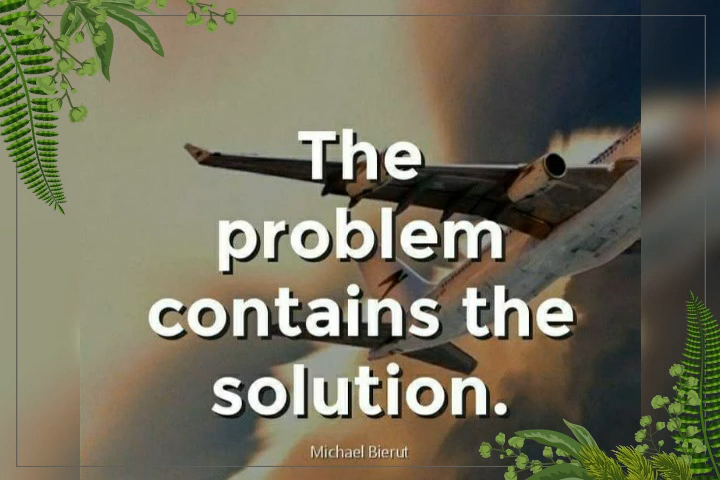 The
problem
contains the
solution.
Michael Bierut